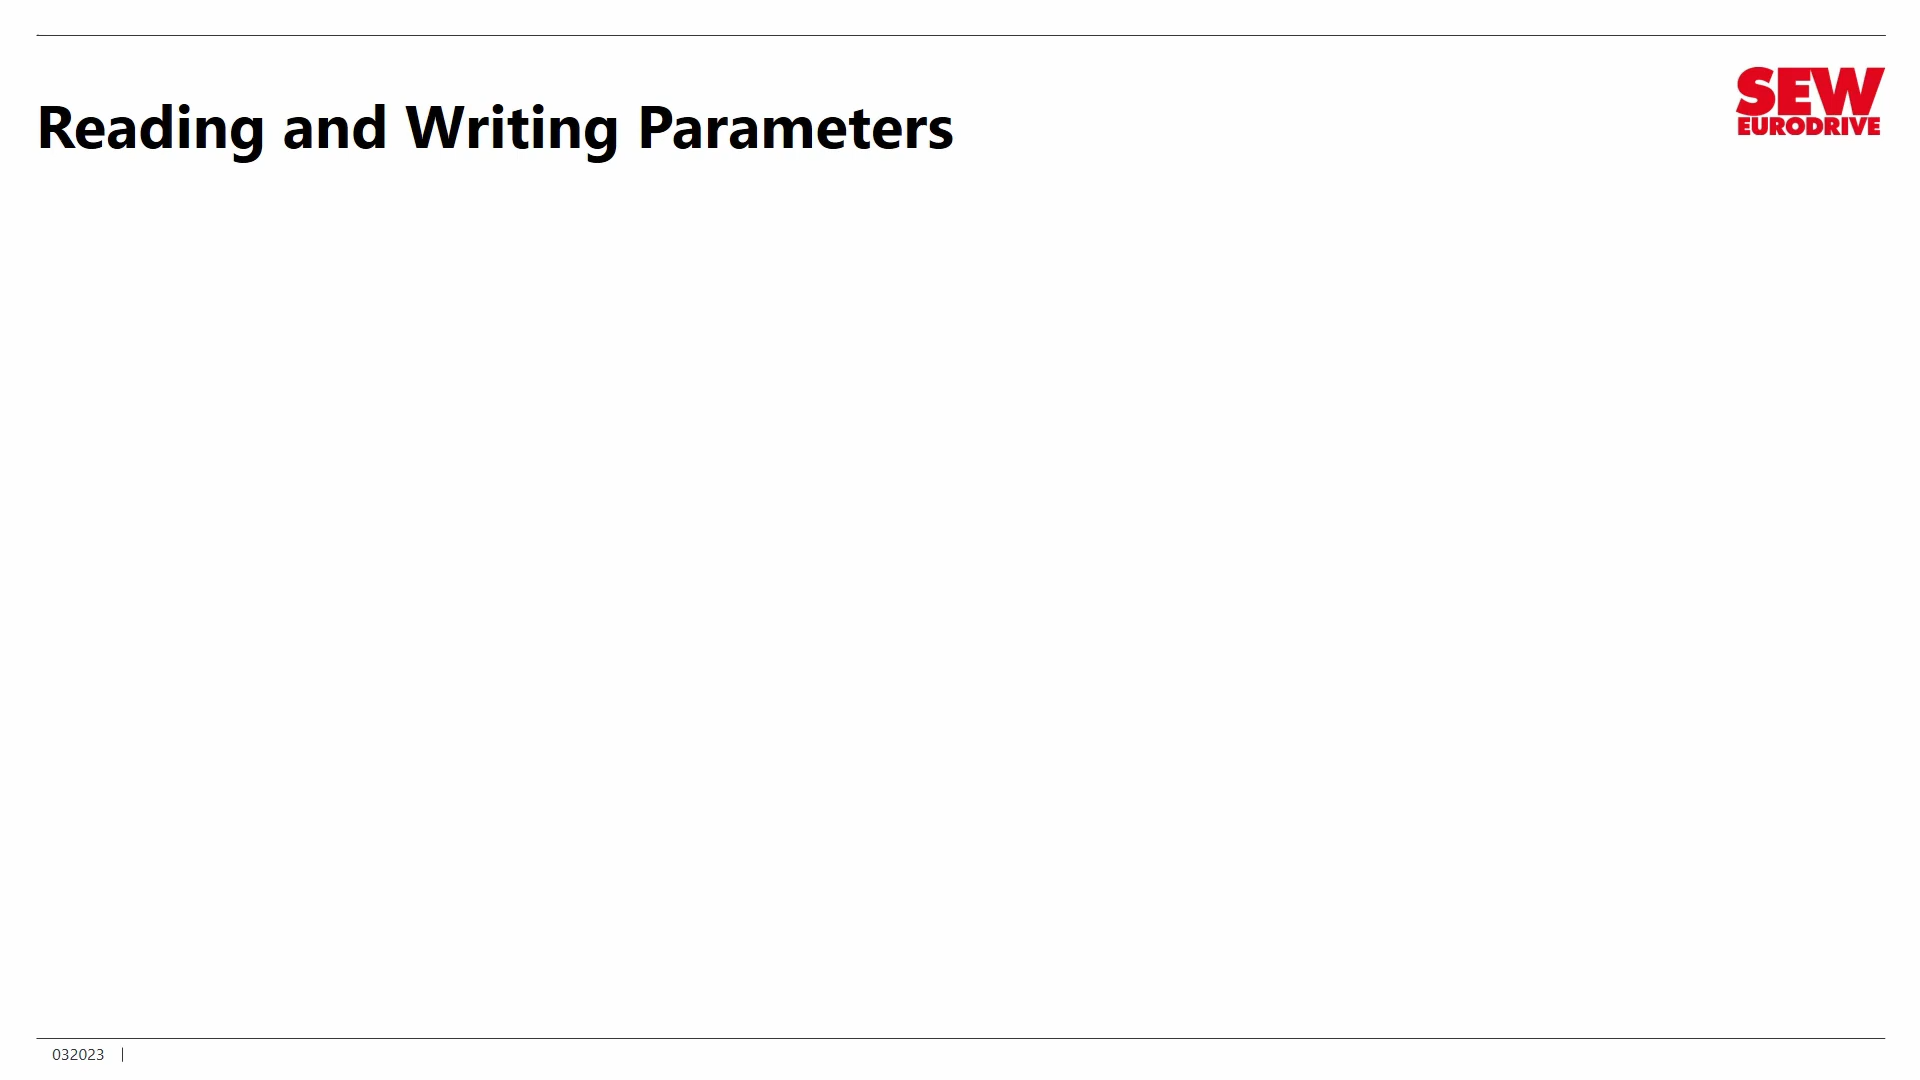 SEW
EURODRIVE
Reading and Writing Parameters
032023 |